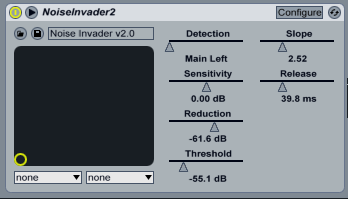 NoiseInvader2
Configure
Noise Invader v2.0
Detection
Main Left
Sensitivity
0.00 dB
Reduction
-61.6 dB
Threshold
-55.1 dB
Slope
2.52
Release
39.8 ms
none
none